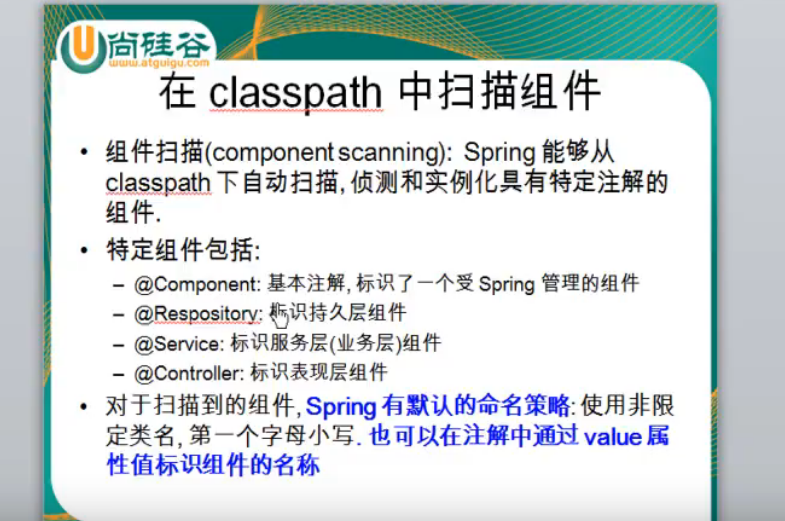 尚硅谷
www.atguigu.com
在 classpath 中扫描组件
• 组件扫描(component scanning): Spring 能够从
classpath 下自动扫描, 侦测和实例化具有特定注解的
组件.
• 特定组件包括:
– @Component: 基本注解, 标识了一个受 Spring 管理的组件
– @Respository: 标识持久层组件
– @Service: 标识服务层(业务层)组件
– @Controller: 标识表现层组件
• 对于扫描到的组件, Spring 有默认的命名策略: 使用非限
定类名, 第一个字母小写. 也可以在注解中通过 value 属
性值标识组件的名称